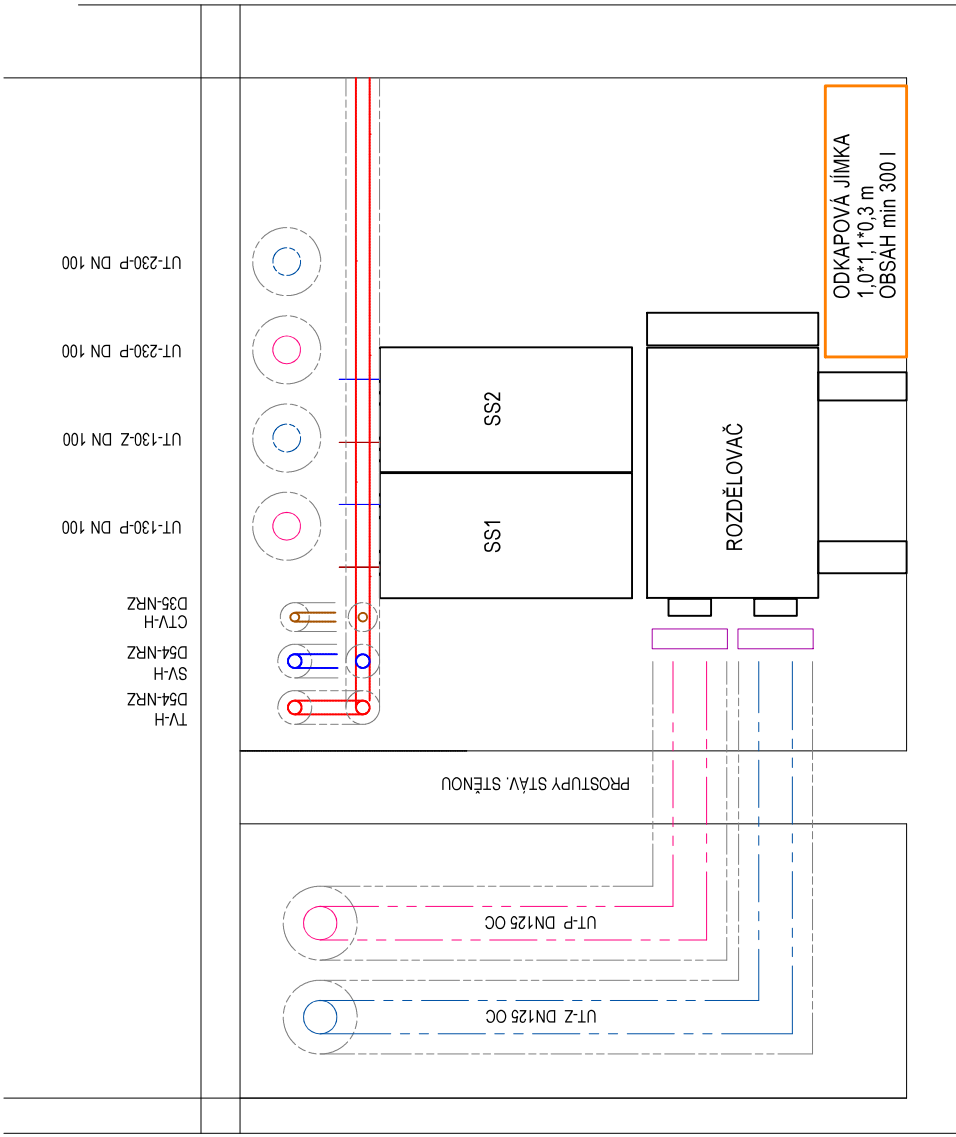 UT-230-P DN 100
UT-230-P DN 100
UT-130-Z DN 100
UT-130-P DN 100
CTV-H
D35-NRZ
SV-H
D54-NRZ
TV-H
D54-NRZ
SS2
SS1
ROZDĚLOVAČ
ODKAPOVÁ JÍMKA
1,0*1,1*0,3 m
OBSAH min 300 l
PROSTUPY STÁV. STĚNOU
UT-P DN125 OC
UT-Z DN125 OC